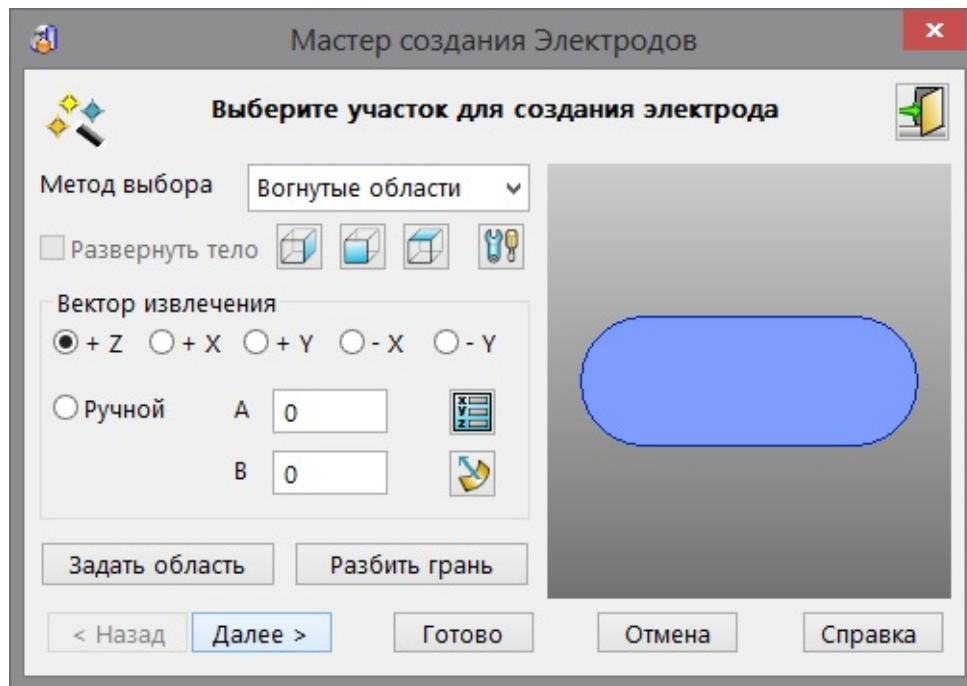 Мастер создания Электродов
Выберите участок для создания электрода
Метод выбора Вогнутые области
Развернуть тело
Вектор извлечения
+ Z + X + Y - X - Y
Ручной A 0
B 0
Задать область Разбить грань
< Назад Далее > Готово Отмена Справка